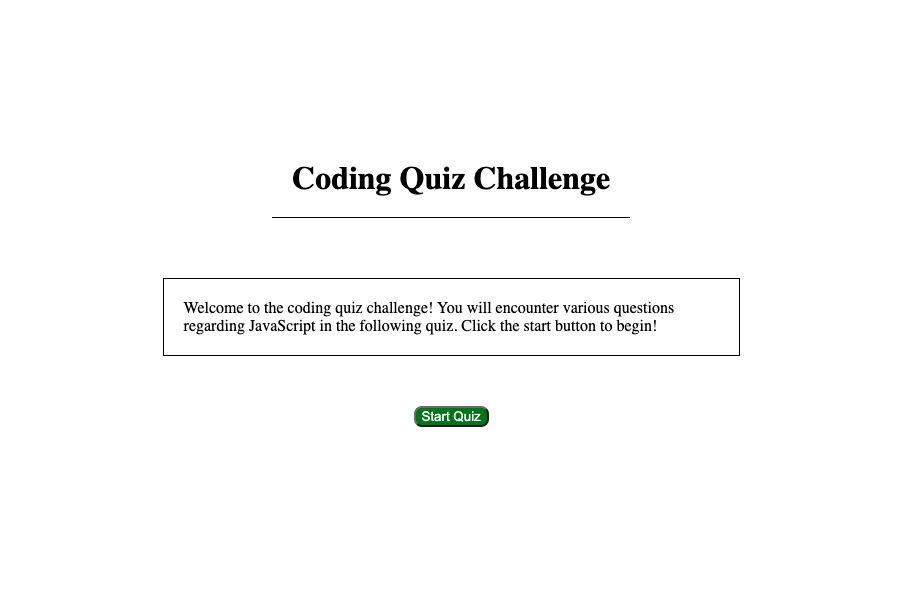 Coding Quiz Challenge
Welcome to the coding quiz challenge! You will encounter various questions
regarding JavaScript in the following quiz. Click the start button to begin!
Start Quiz